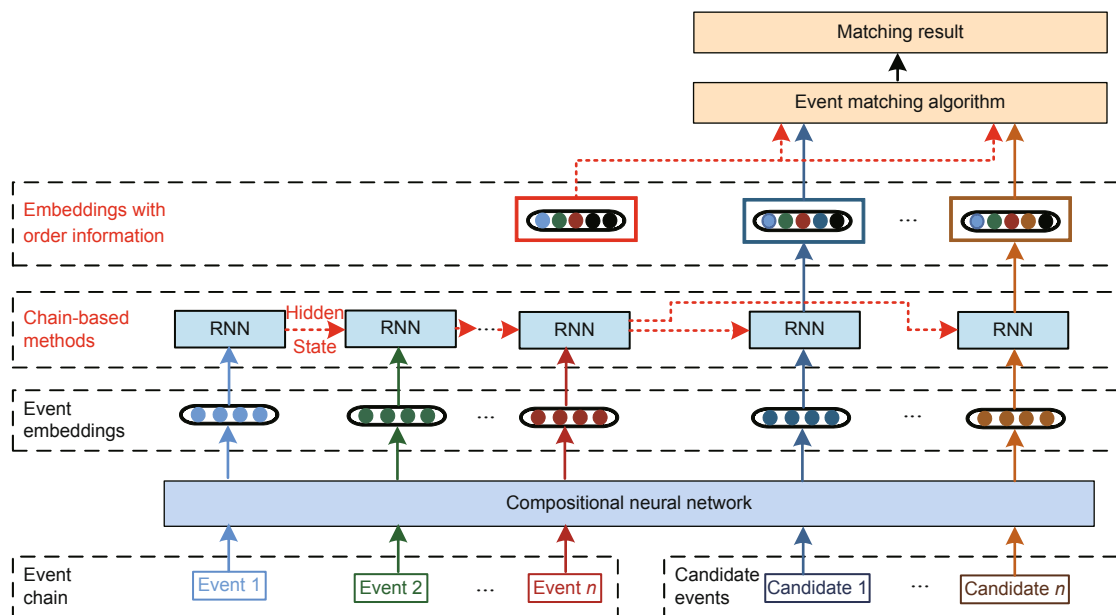 Matching result
Event matching algorithm
Embeddings with
order information
...
Chain-based
methods
RNN
Hidden
State
RNN
...
RNN
RNN
RNN
Event
embeddings
...
...
Compositional neural network
Event
chain
Event 1
Event 2
...
Event n
Candidate
events
Candidate 1
...
Candidate n